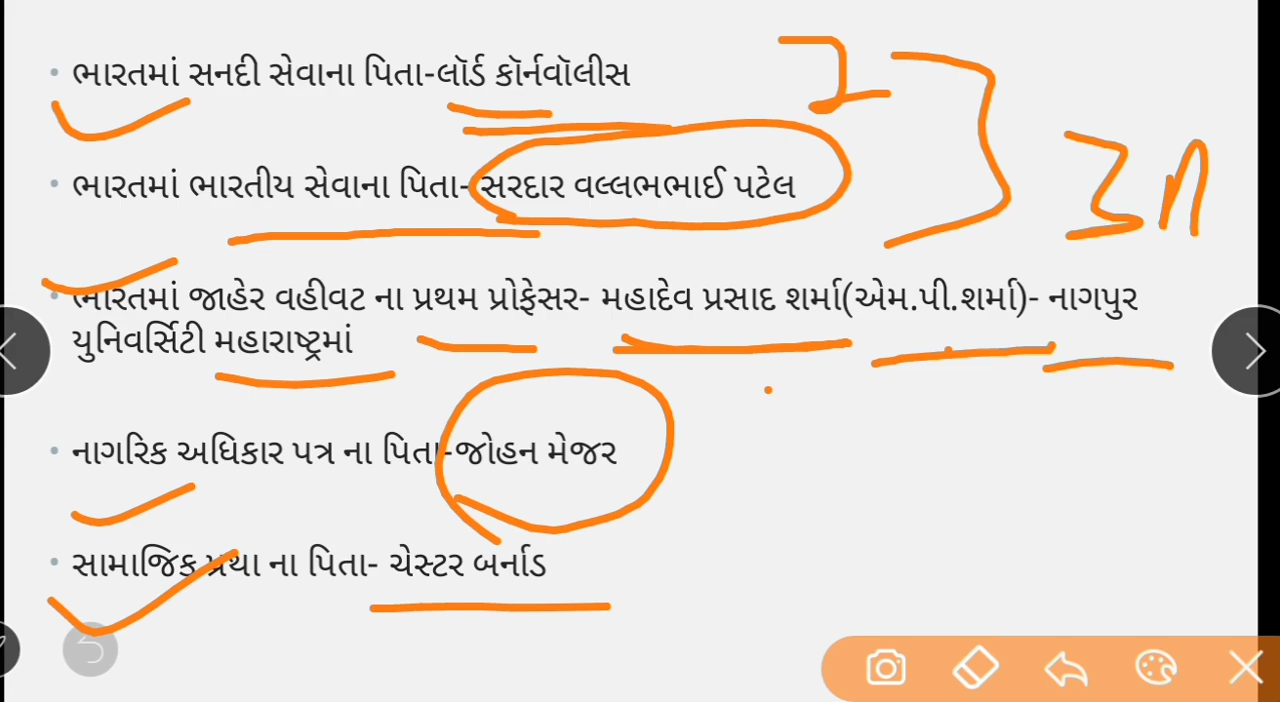 ભારતમાં સનદી સેવાના પિતા-લૉર્ડ કૉર્નવૉલીસ
ભારતમાં ભારતીય સેવાના પિતા- સરદાર વલ્લભભાઈ પટેલ
ભારતમાં જાહેર વહીવટ ના પ્રથમ પ્રોફેસર- મહાદેવ પ્રસાદ શર્મા(એમ.પી.શર્મા)- નાગપુર
યુનિવર્સિટી મહારાષ્ટ્રમાં
નાગરિક અધિકાર પત્ર ના પિતા-જોહન મેજર
સામાજિક પ્રથા ના પિતા- ચેસ્ટર બર્નાડ